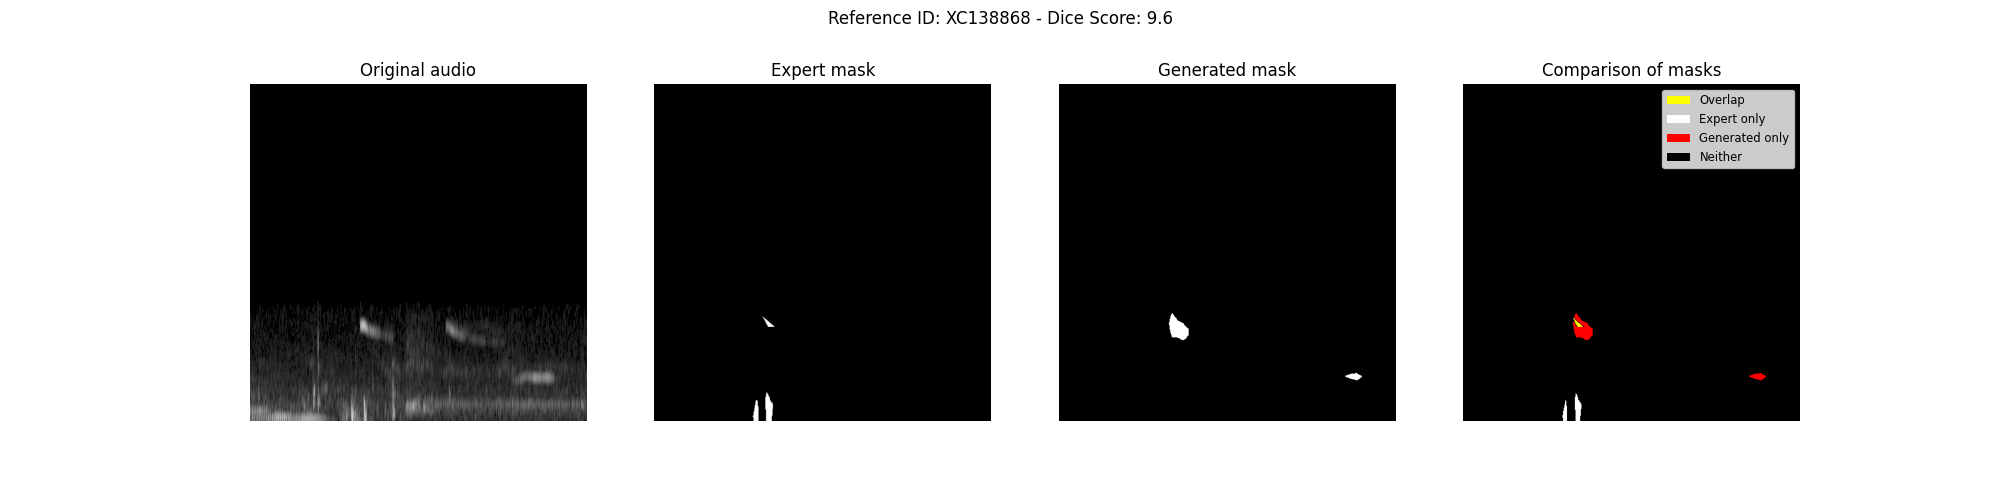 Reference ID: XC138868 - Dice Score: 9.6
Original audio
Expert mask
Generated mask
Comparison of masks
Overlap
Expert only
Generated only
Neither